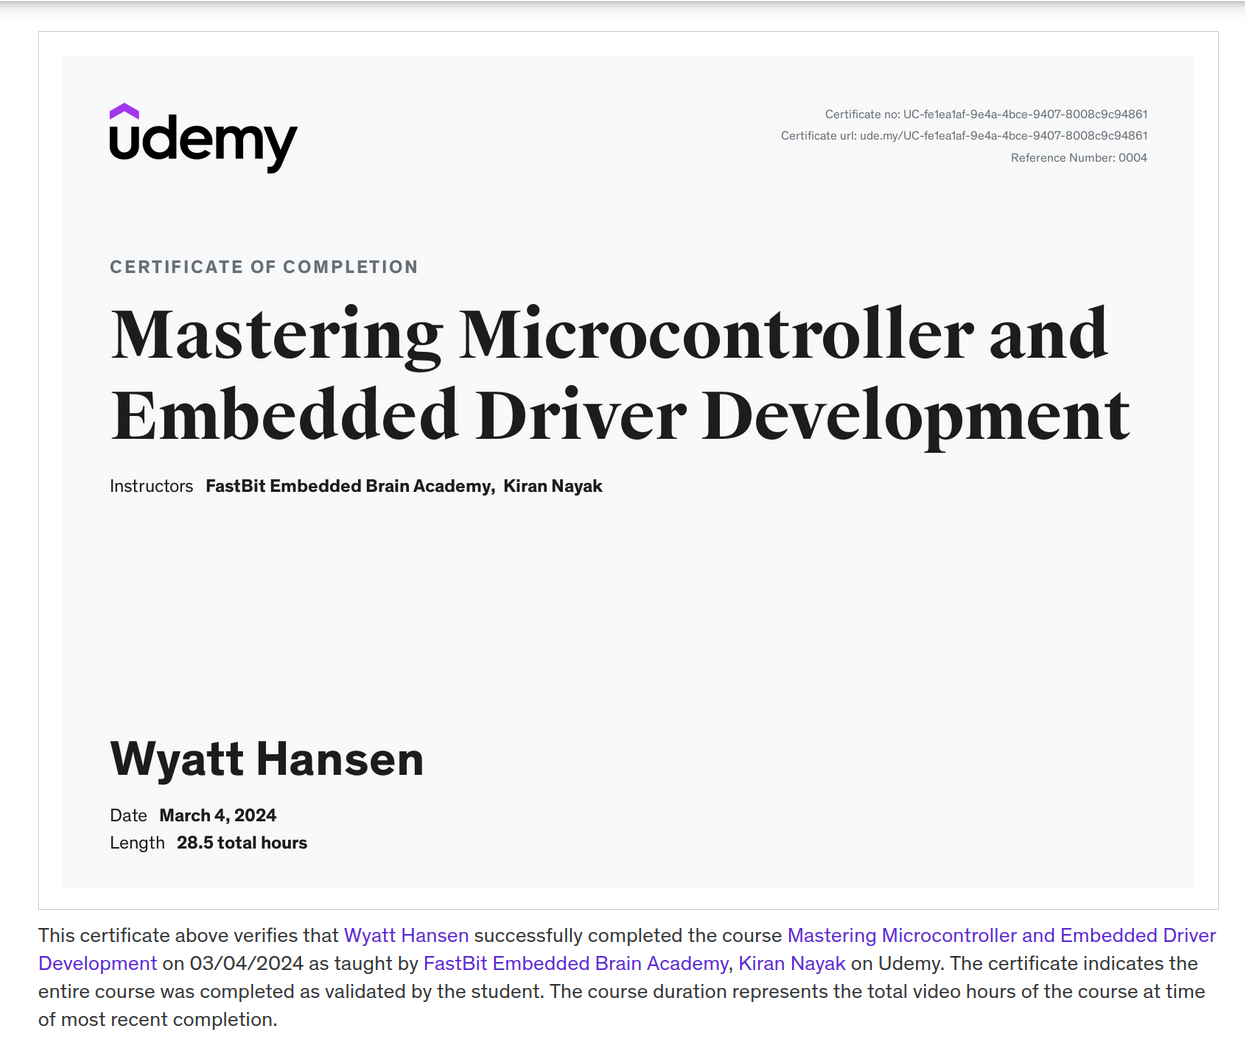 udemy
Certificate no: UC-fe1ea1af-9e4a-4bce-9407-8008c9c94861
Certificate url: ude.my/UC-fe1ea1af-9e4a-4bce-9407-8008c9c94861
Reference Number: 0004
CERTIFICATE OF COMPLETION
Mastering Microcontroller and
Embedded Driver Development
Instructors FastBit Embedded Brain Academy, Kiran Nayak
Wyatt Hansen
Date March 4, 2024
Length 28.5 total hours
This certificate above verifies that Wyatt Hansen successfully completed the course Mastering Microcontroller and Embedded Driver
Development on 03/04/2024 as taught by FastBit Embedded Brain Academy, Kiran Nayak on Udemy. The certificate indicates the
entire course was completed as validated by the student. The course duration represents the total video hours of the course at time
of most recent completion.